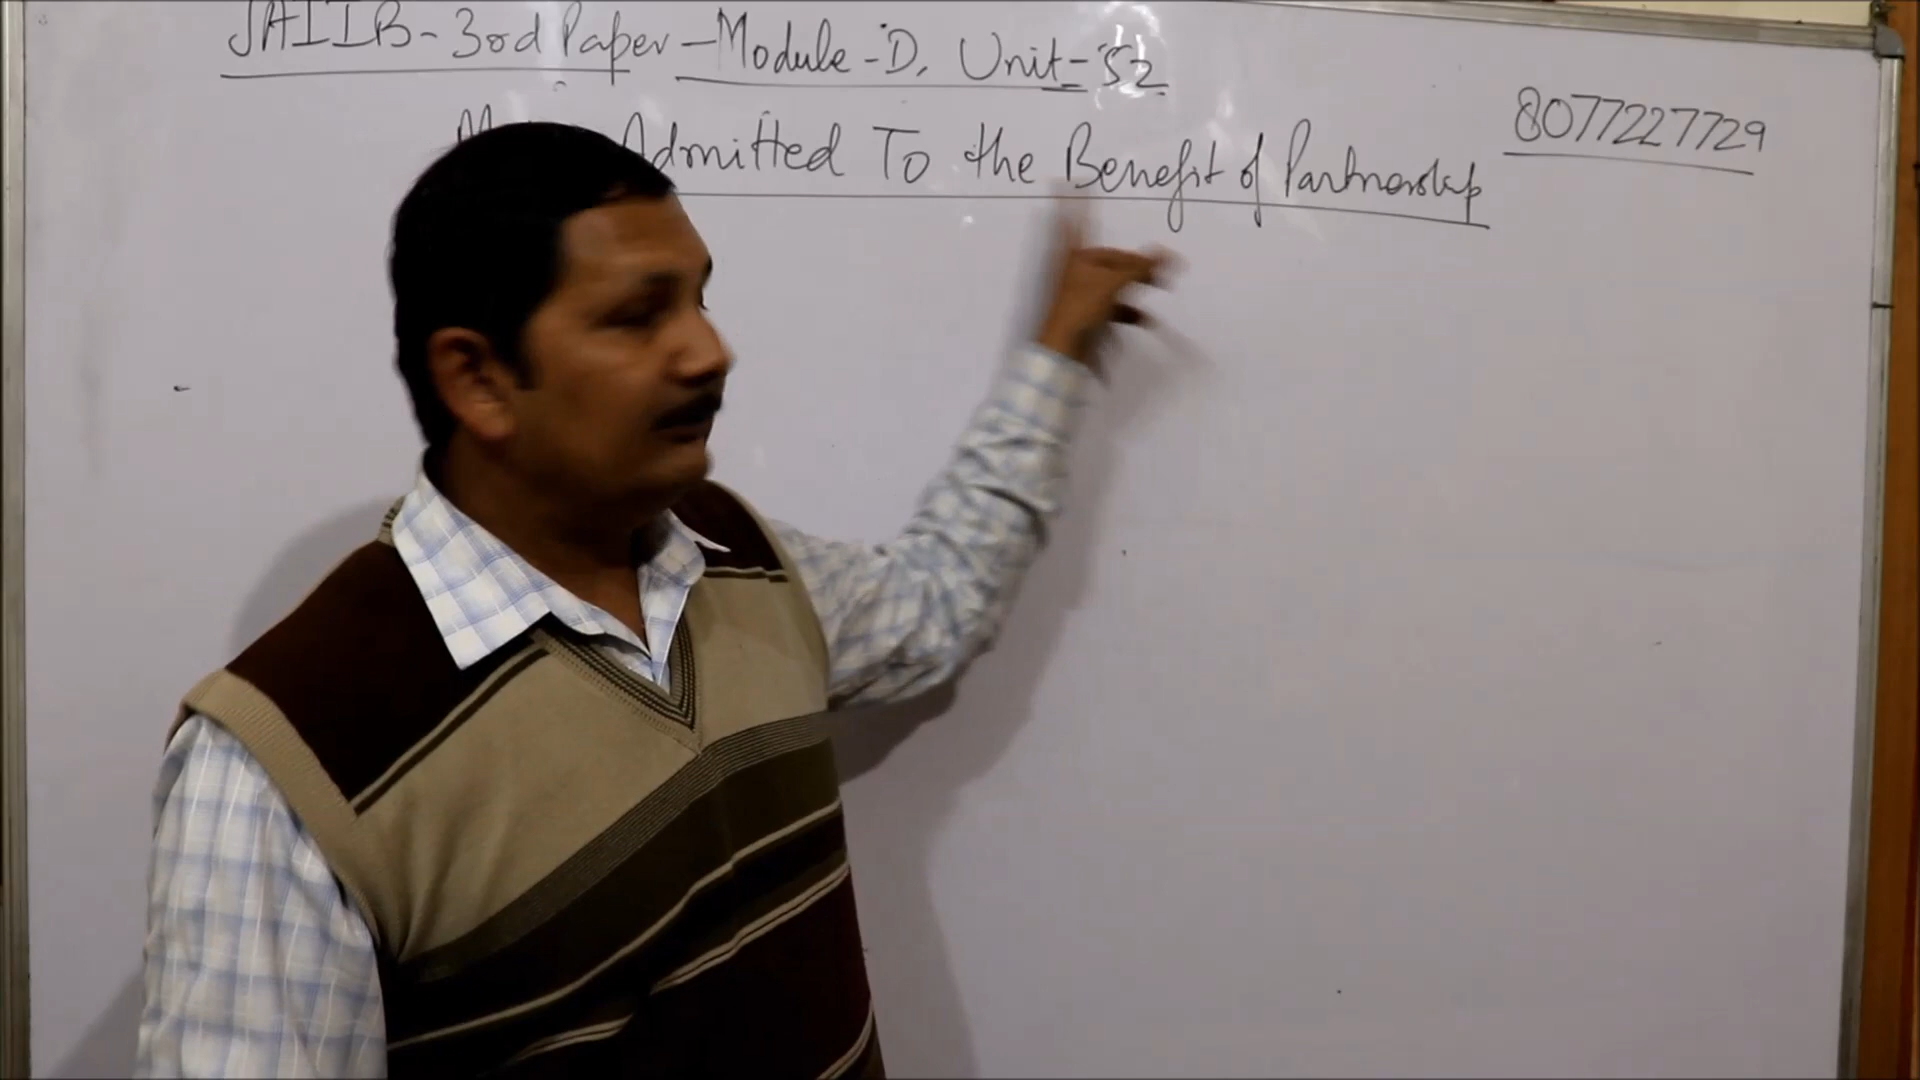 JAIIB - 3rd Paper - Module - D, Unit - 52
Admitted To the Benefit of Partnership
8077227729